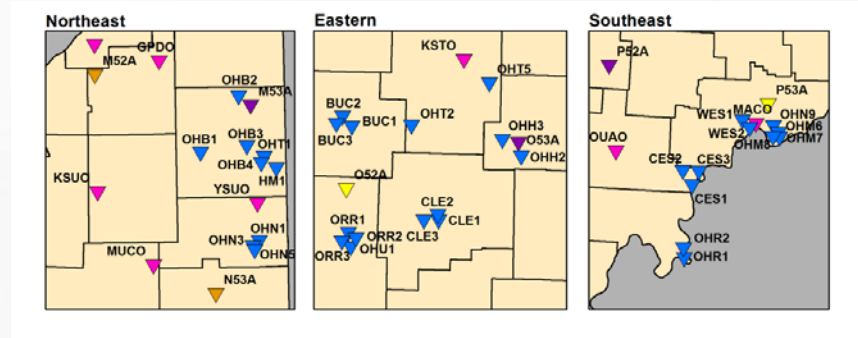 Northeast
GPDO
M52A
OHB2
M53A
OHB1
OHB3
OHT1
OHB4
HM1
KSUO
YSUO
OHN1
OHN3
OHN5
MUCO
N53A
Eastern
KSTO
OHT5
BUC2
BUC1
OHT2
BUC3
OHH3
O53A
OHH2
O52A
CLE2
ORR1
CLE1
ORR2
CLE3
OHU1
ORR3
Southeast
P52A
P53A
WES1
MACO
OHN9
WES2
OHM6
OHM8
OHM7
OUAO
CES2
CES3
CES1
OHR2
OHR1